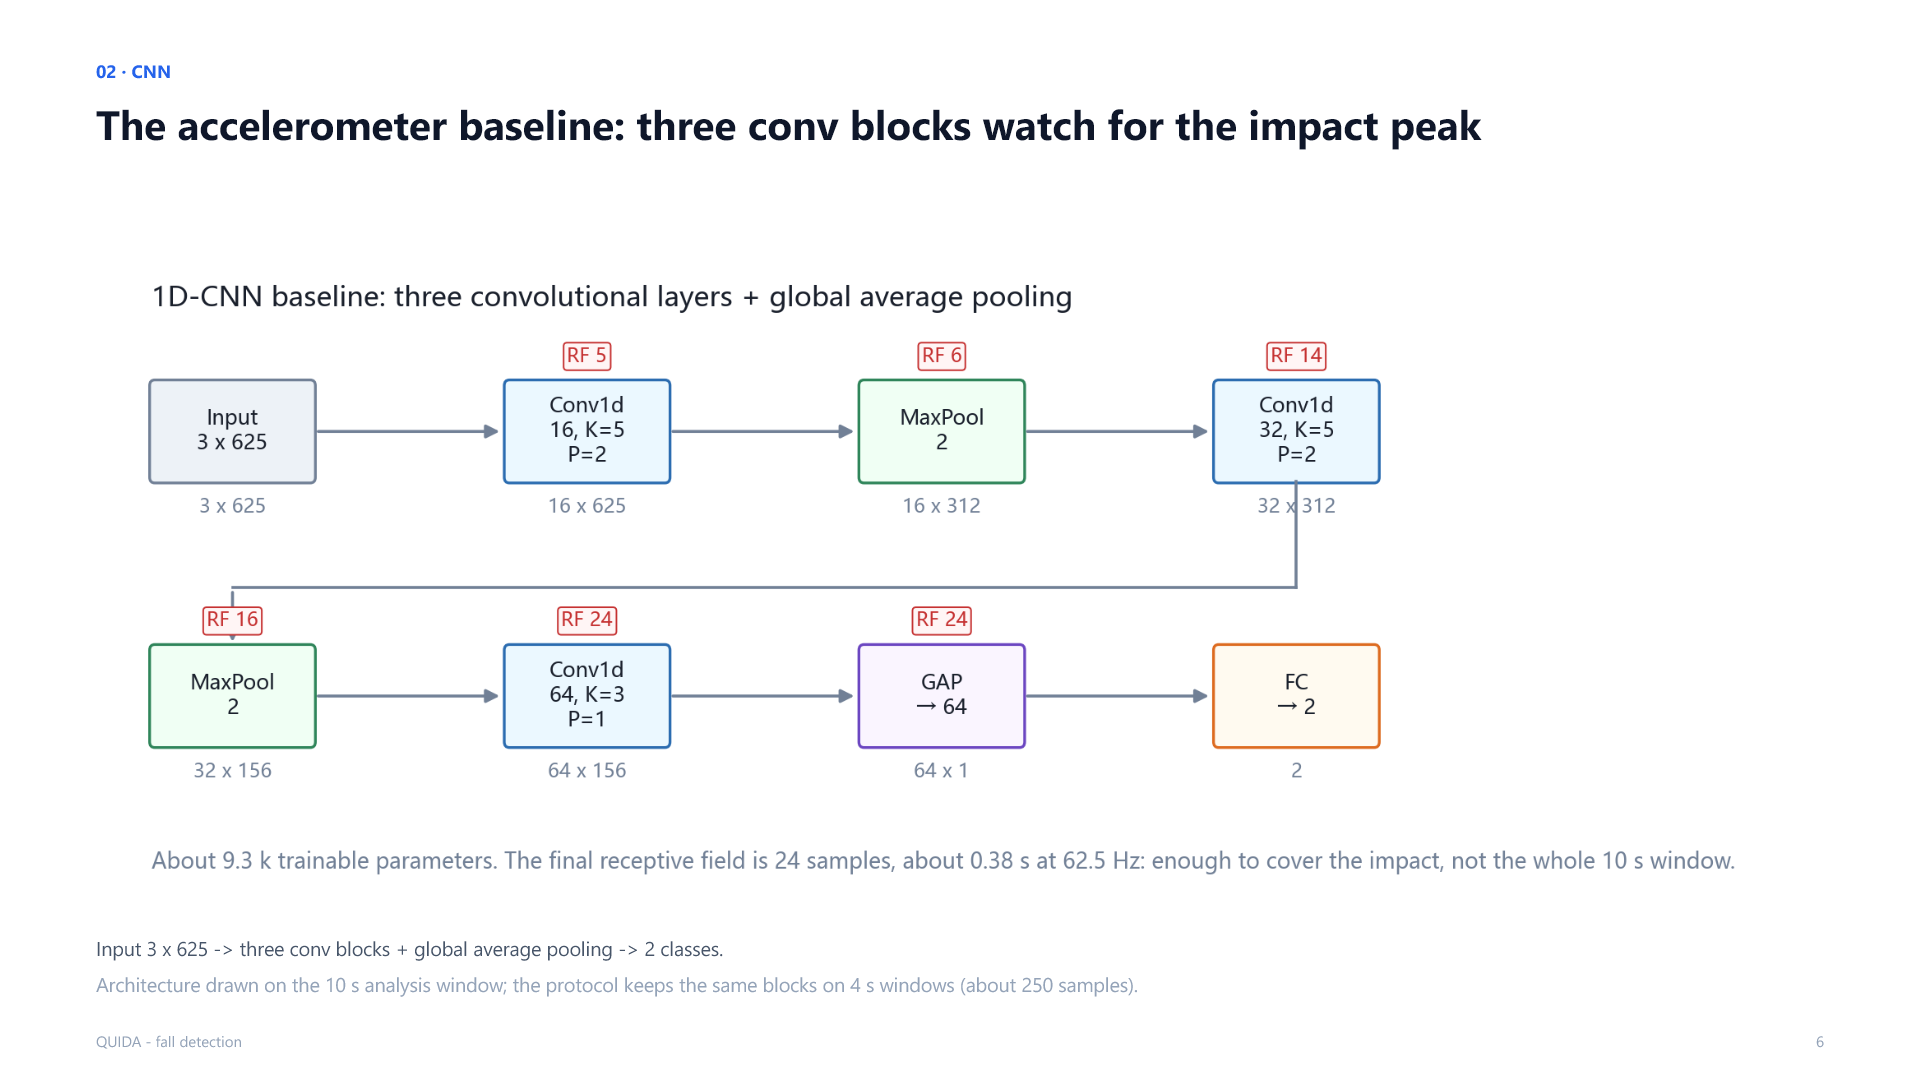 02 · CNN
The accelerometer baseline: three conv blocks watch for the impact peak
1D-CNN baseline: three convolutional layers + global average pooling
RF 5
RF 6
RF 14
Input
3 x 625
Conv1d
16, K=5
P=2
MaxPool
2
Conv1d
32, K=5
P=2
3 x 625
16 x 625
16 x 312
32 x 312
RF 16
RF 24
RF 24
MaxPool
2
Conv1d
64, K=3
P=1
GAP
→ 64
FC
→ 2
32 x 156
64 x 156
64 x 1
2
About 9.3 k trainable parameters. The final receptive field is 24 samples, about 0.38 s at 62.5 Hz: enough to cover the impact, not the whole 10 s window.
Input 3 x 625 -> three conv blocks + global average pooling -> 2 classes.
Architecture drawn on the 10 s analysis window; the protocol keeps the same blocks on 4 s windows (about 250 samples).
QUIDA - fall detection
6